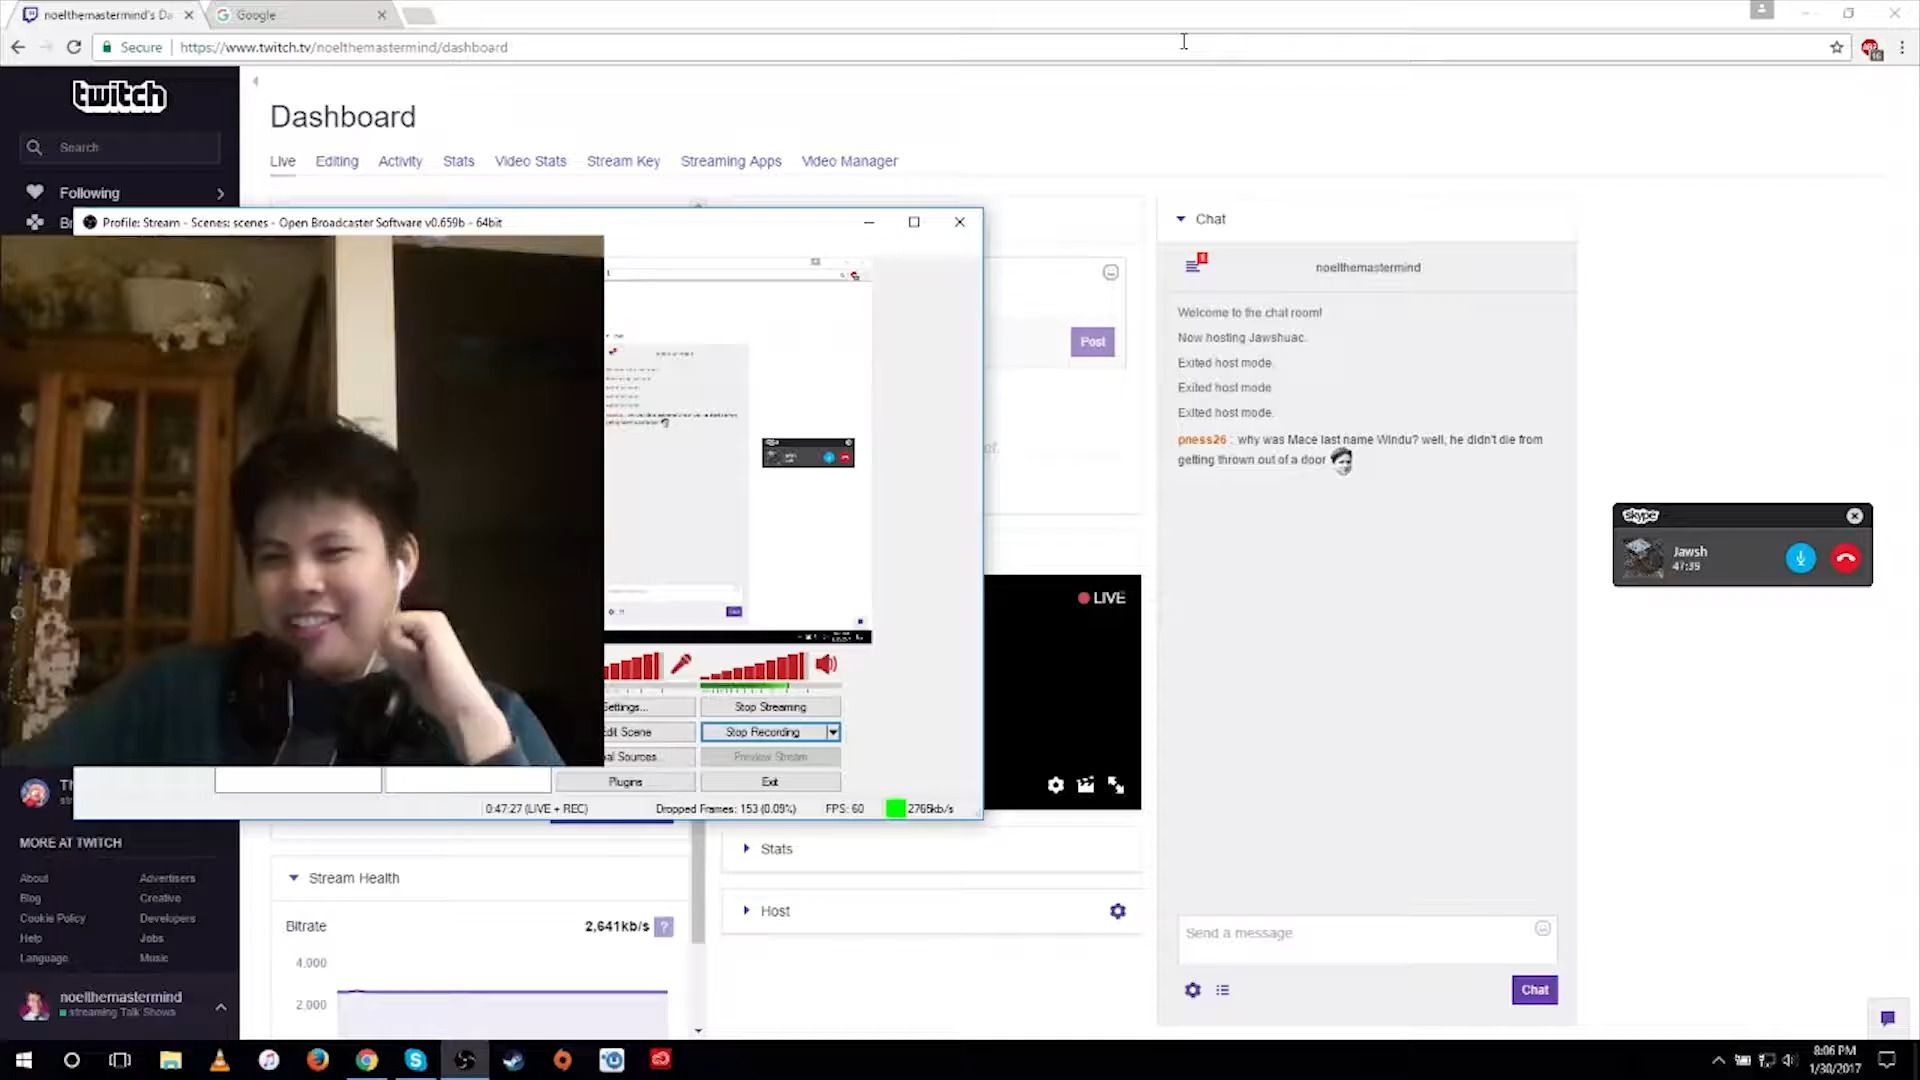 noelthemastermind's Da
Google
Secure
https://www.twitch.tv/noelthemastermind/dashboard
twitch
Search
Following
Br
Dashboard
Live Editing Activity Stats Video Stats Stream Key Streaming Apps Video Manager
Profile: Stream - Scenes: scenes - Open Broadcaster Software v0.659b - 64bit
Post
LIVE
Settings...
Stop Streaming
Edit Scene
Stop Recording
al Sources
Preview Stream
Plugins
Exit
0:47:27 (LIVE + REC)
Dropped Frames: 153 (0.09%)
FPS: 60
2765kb/s
Chat
1
noelthemastermind
Welcome to the chat room!
Now hosting Jawshuac.
Exited host mode.
Exited host mode
Exited host mode.
pness26 : why was Mace last name Windu? well, he didn't die from
getting thrown out of a door
Send a message
Chat
skype
Jawsh
47:39
Th
MORE AT TWITCH
About
Advertisers
Blog
Creative
Cookie Policy
Developers
Help
Jobs
Language
Music
noelthemastermind
streaming Talk Shows
Stream Health
Bitrate
2,641kb/s
?
4,000
2,000
Stats
Host
8:06 PM
1/30/2017